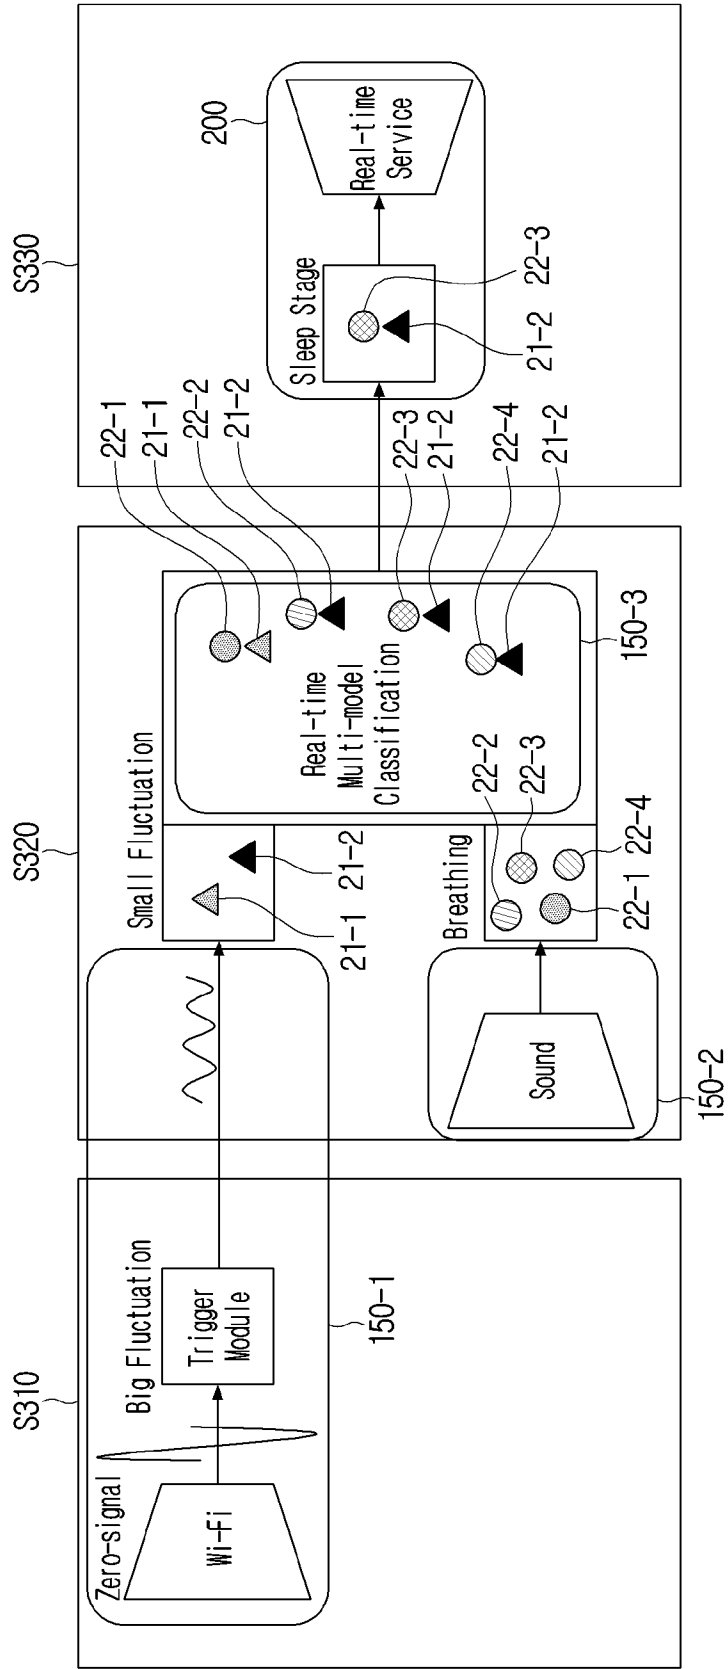 S310
Zero-signal
Wi-Fi
Big Fluctuation
Trigger
Module
150-1
S320
Small Fluctuation
21-1
21-2
Sound
150-2
Breathing
22-2
22-3
22-1
22-4
Real-time
Multi-model
Classification
150-3
22-1
21-1
22-2
21-2
22-3
21-2
22-4
21-2
S330
200
Sleep Stage
22-3
21-2
Real-time
Service